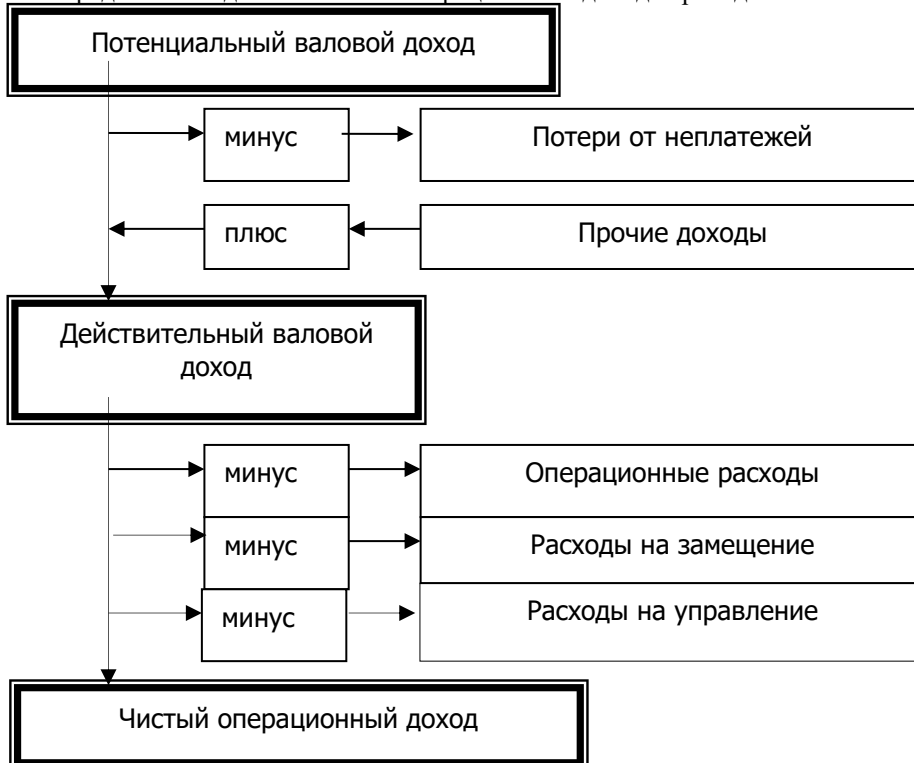 Потенциальный валовой доход
минус
Потери от неплатежей
плюс
Прочие доходы
Действительный валовой
доход
минус
Операционные расходы
минус
Расходы на замещение
минус
Расходы на управление
Чистый операционный доход